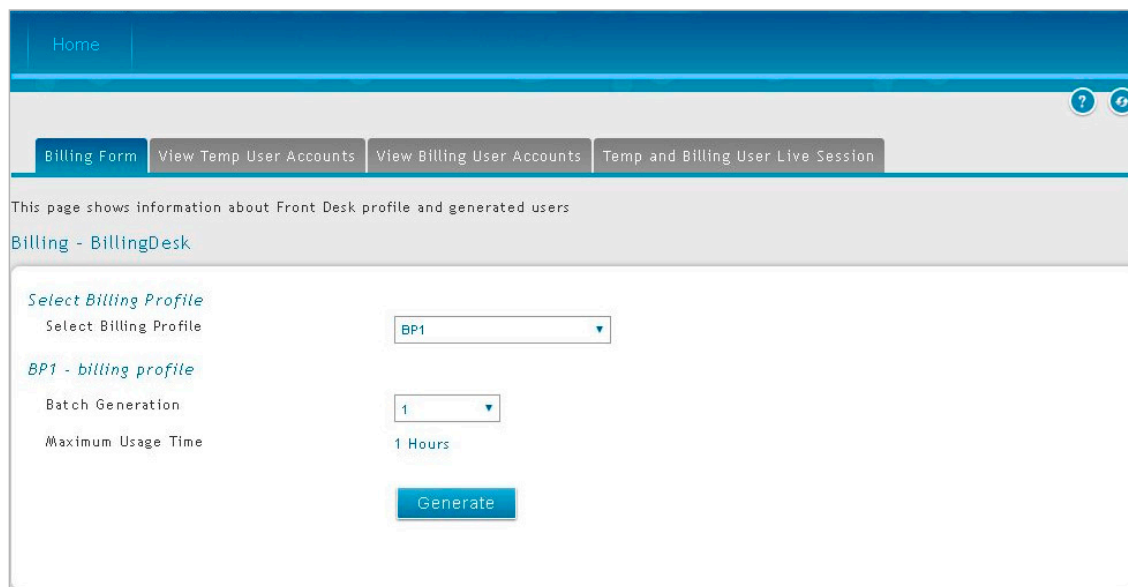 Home
?
Billing Form View Temp User Accounts View Billing User Accounts Temp and Billing User Live Session
This page shows information about Front Desk profile and generated users
Billing - BillingDesk
Select Billing Profile
Select Billing Profile BP1
BP1 - billing profile
Batch Generation 1
Maximum Usage Time 1 Hours
Generate